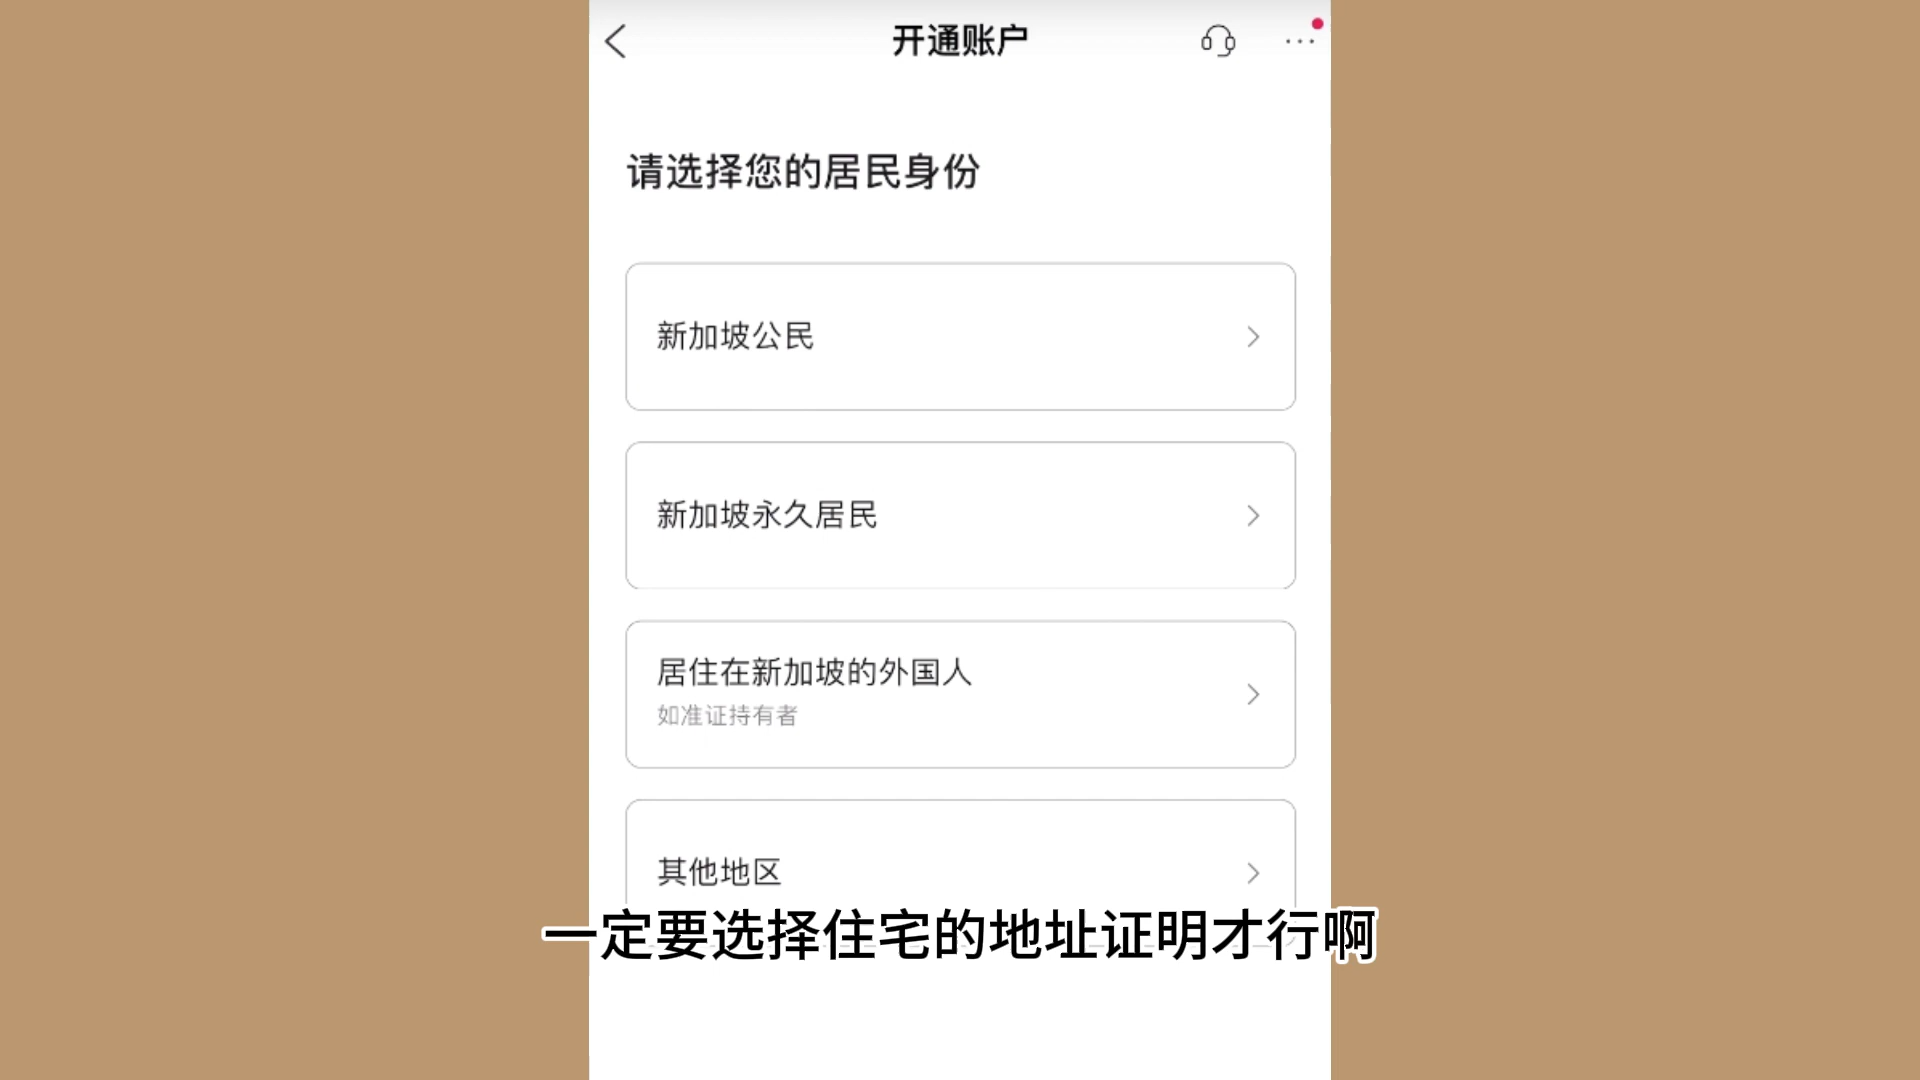 开通账户
请选择您的居民身份
新加坡公民
新加坡永久居民
居住在新加坡的外国人
如准证持有者
其他地区
一定要选择住宅的地址证明才行啊